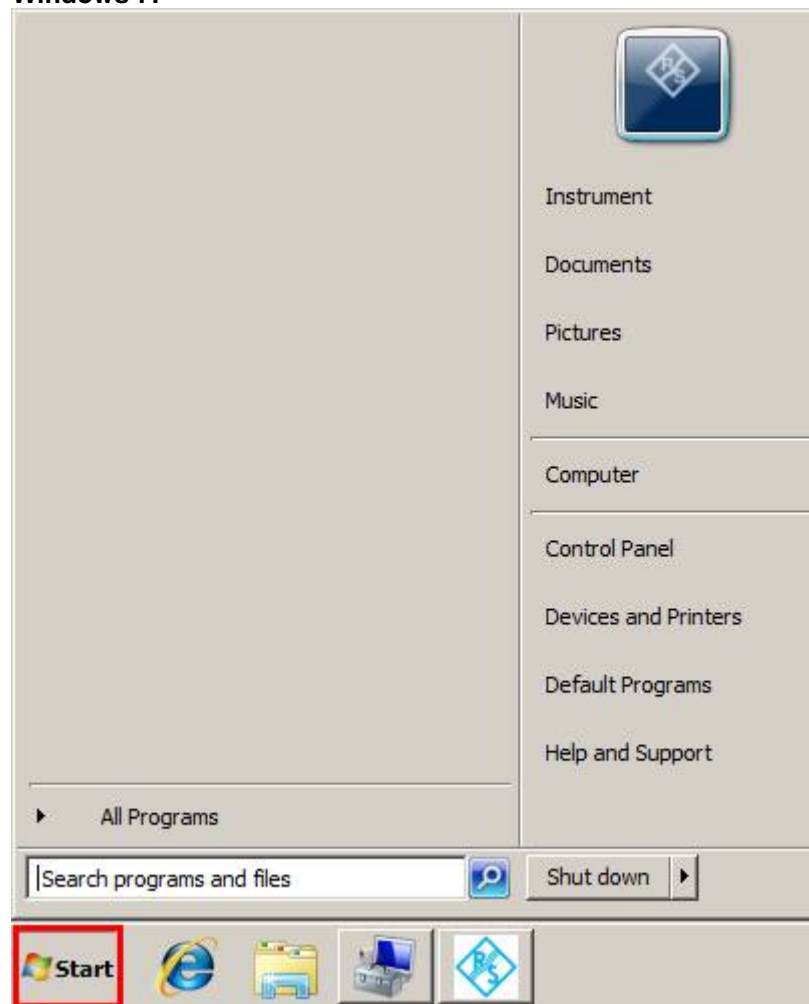 R S
Instrument
Documents
Pictures
Music
Computer
Control Panel
Devices and Printers
Default Programs
Help and Support
All Programs
Search programs and files
Shut down
Start
R S